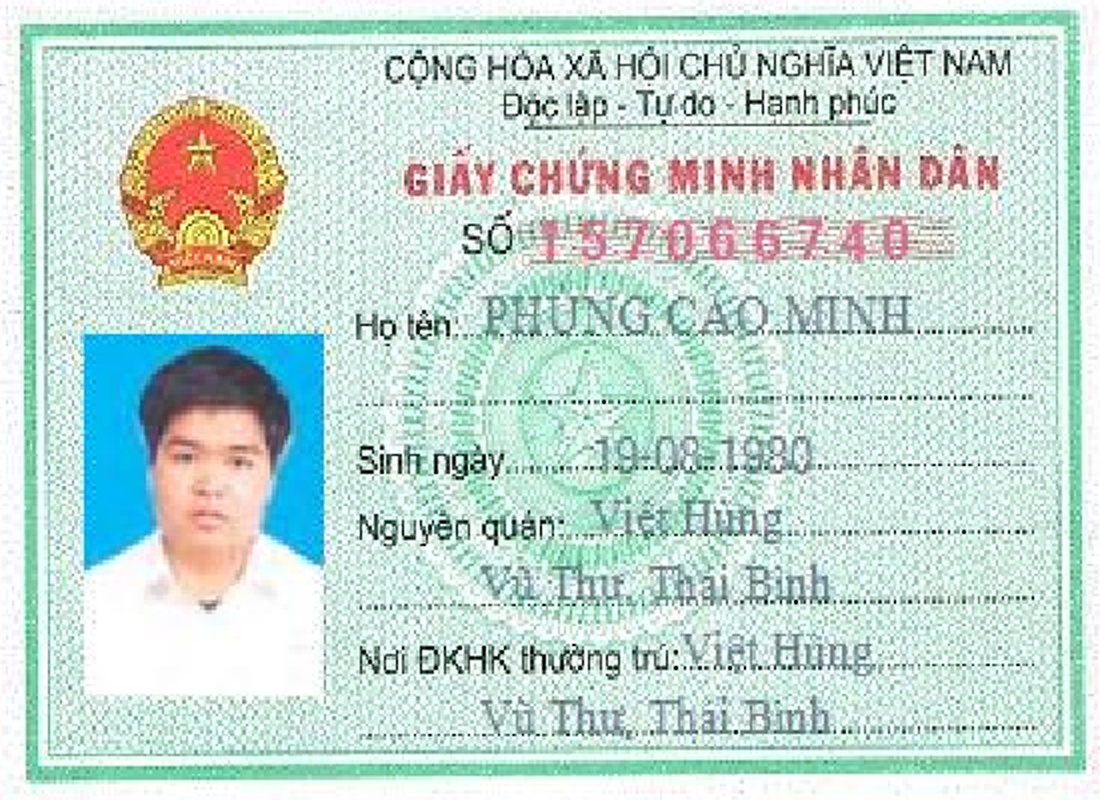 CỘNG HÒA XÃ HỘI CHỦ NGHĨA VIỆT NAM
Độc lập - Tự do - Hạnh phúc
GIẤY CHỨNG MINH NHÂN DÂN
SỐ 157066740
Họ tên: PHÙNG CAO MINH
Sinh ngày 19-08-1980
Nguyên quán: Việt Hùng
Vũ Thư, Thái Bình
Nơi ĐKHK thường trú: Việt Hùng,
Vũ Thư, Thái Bình